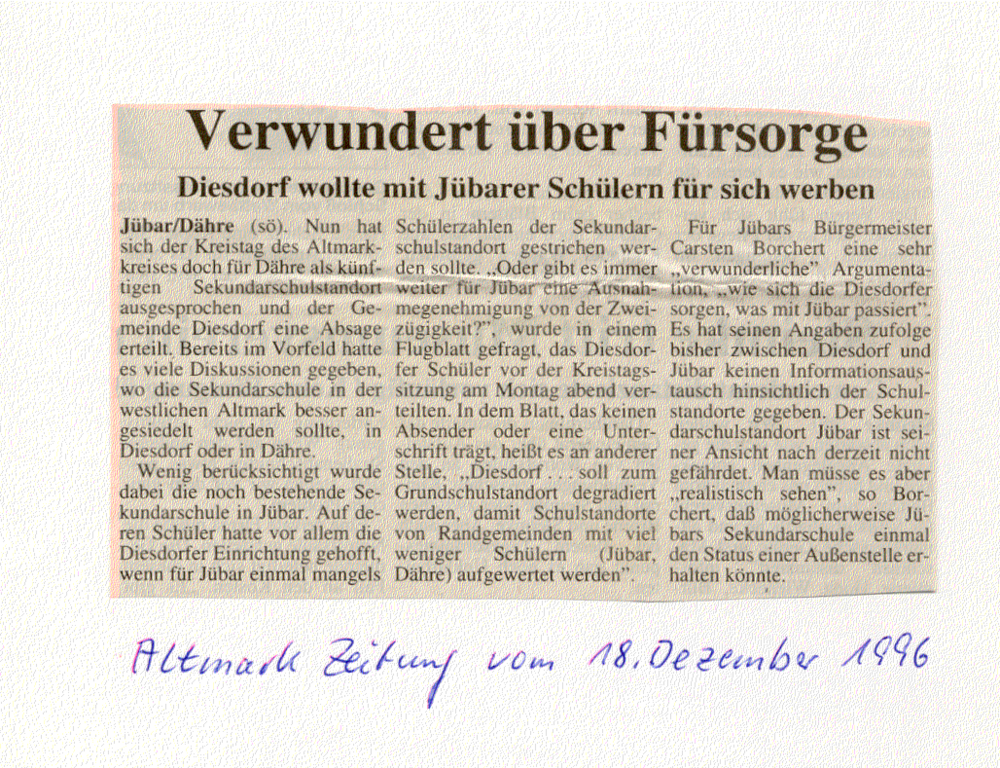 Verwundert über Fürsorge
Diesdorf wollte mit Jübarer Schülern für sich werben
Jübar/Dähre (sö). Nun hat
sich der Kreistag des Altmark-
kreises doch für Dähre als künf-
tigen Sekundarschulstandort
ausgesprochen und der Ge-
meinde Diesdorf eine Absage
erteilt. Bereits im Vorfeld hatte
es viele Diskussionen gegeben,
wo die Sekundarschule in der
westlichen Altmark besser an-
gesiedelt werden sollte, in
Diesdorf oder in Dähre.
Wenig berücksichtigt wurde
dabei die noch bestehende Se-
kundarschule in Jübar. Auf de-
ren Schüler hatte vor allem die
Diesdorfer Einrichtung gehofft,
wenn für Jübar einmal mangels
Schülerzahlen der Sekundar-
schulstandort gestrichen wer-
den sollte. „Oder gibt es immer
weiter für Jübar eine Ausnah-
megenehmigung von der Zwei-
zügigkeit?”, wurde in einem
Flugblatt gefragt, das Diesdor-
fer Schüler vor der Kreistags-
sitzung am Montag abend ver-
teilten. In dem Blatt, das keinen
Absender oder eine Unter-
schrift trägt, heißt es an anderer
Stelle, „Diesdorf . . . soll zum
Grundschulstandort degradiert
werden, damit Schulstandorte
von Randgemeinden mit viel
weniger Schülern (Jübar,
Dähre) aufgewertet werden”.
Für Jübars Bürgermeister
Carsten Borchert eine sehr
„verwunderliche” Argumenta-
tion, „wie sich die Diesdorfer
sorgen, was mit Jübar passiert”.
Es hat seinen Angaben zufolge
bisher zwischen Diesdorf und
Jübar keinen Informationsaus-
tausch hinsichtlich der Schul-
standorte gegeben. Der Sekun-
darschulstandort Jübar ist sei-
ner Ansicht nach derzeit nicht
gefährdet. Man müsse es aber
„realistisch sehen”, so Bor-
chert, daß möglicherweise Jü-
bars Sekundarschule einmal
den Status einer Außenstelle er-
halten könnte.
Altmark Zeitung vom 18. Dezember 1996